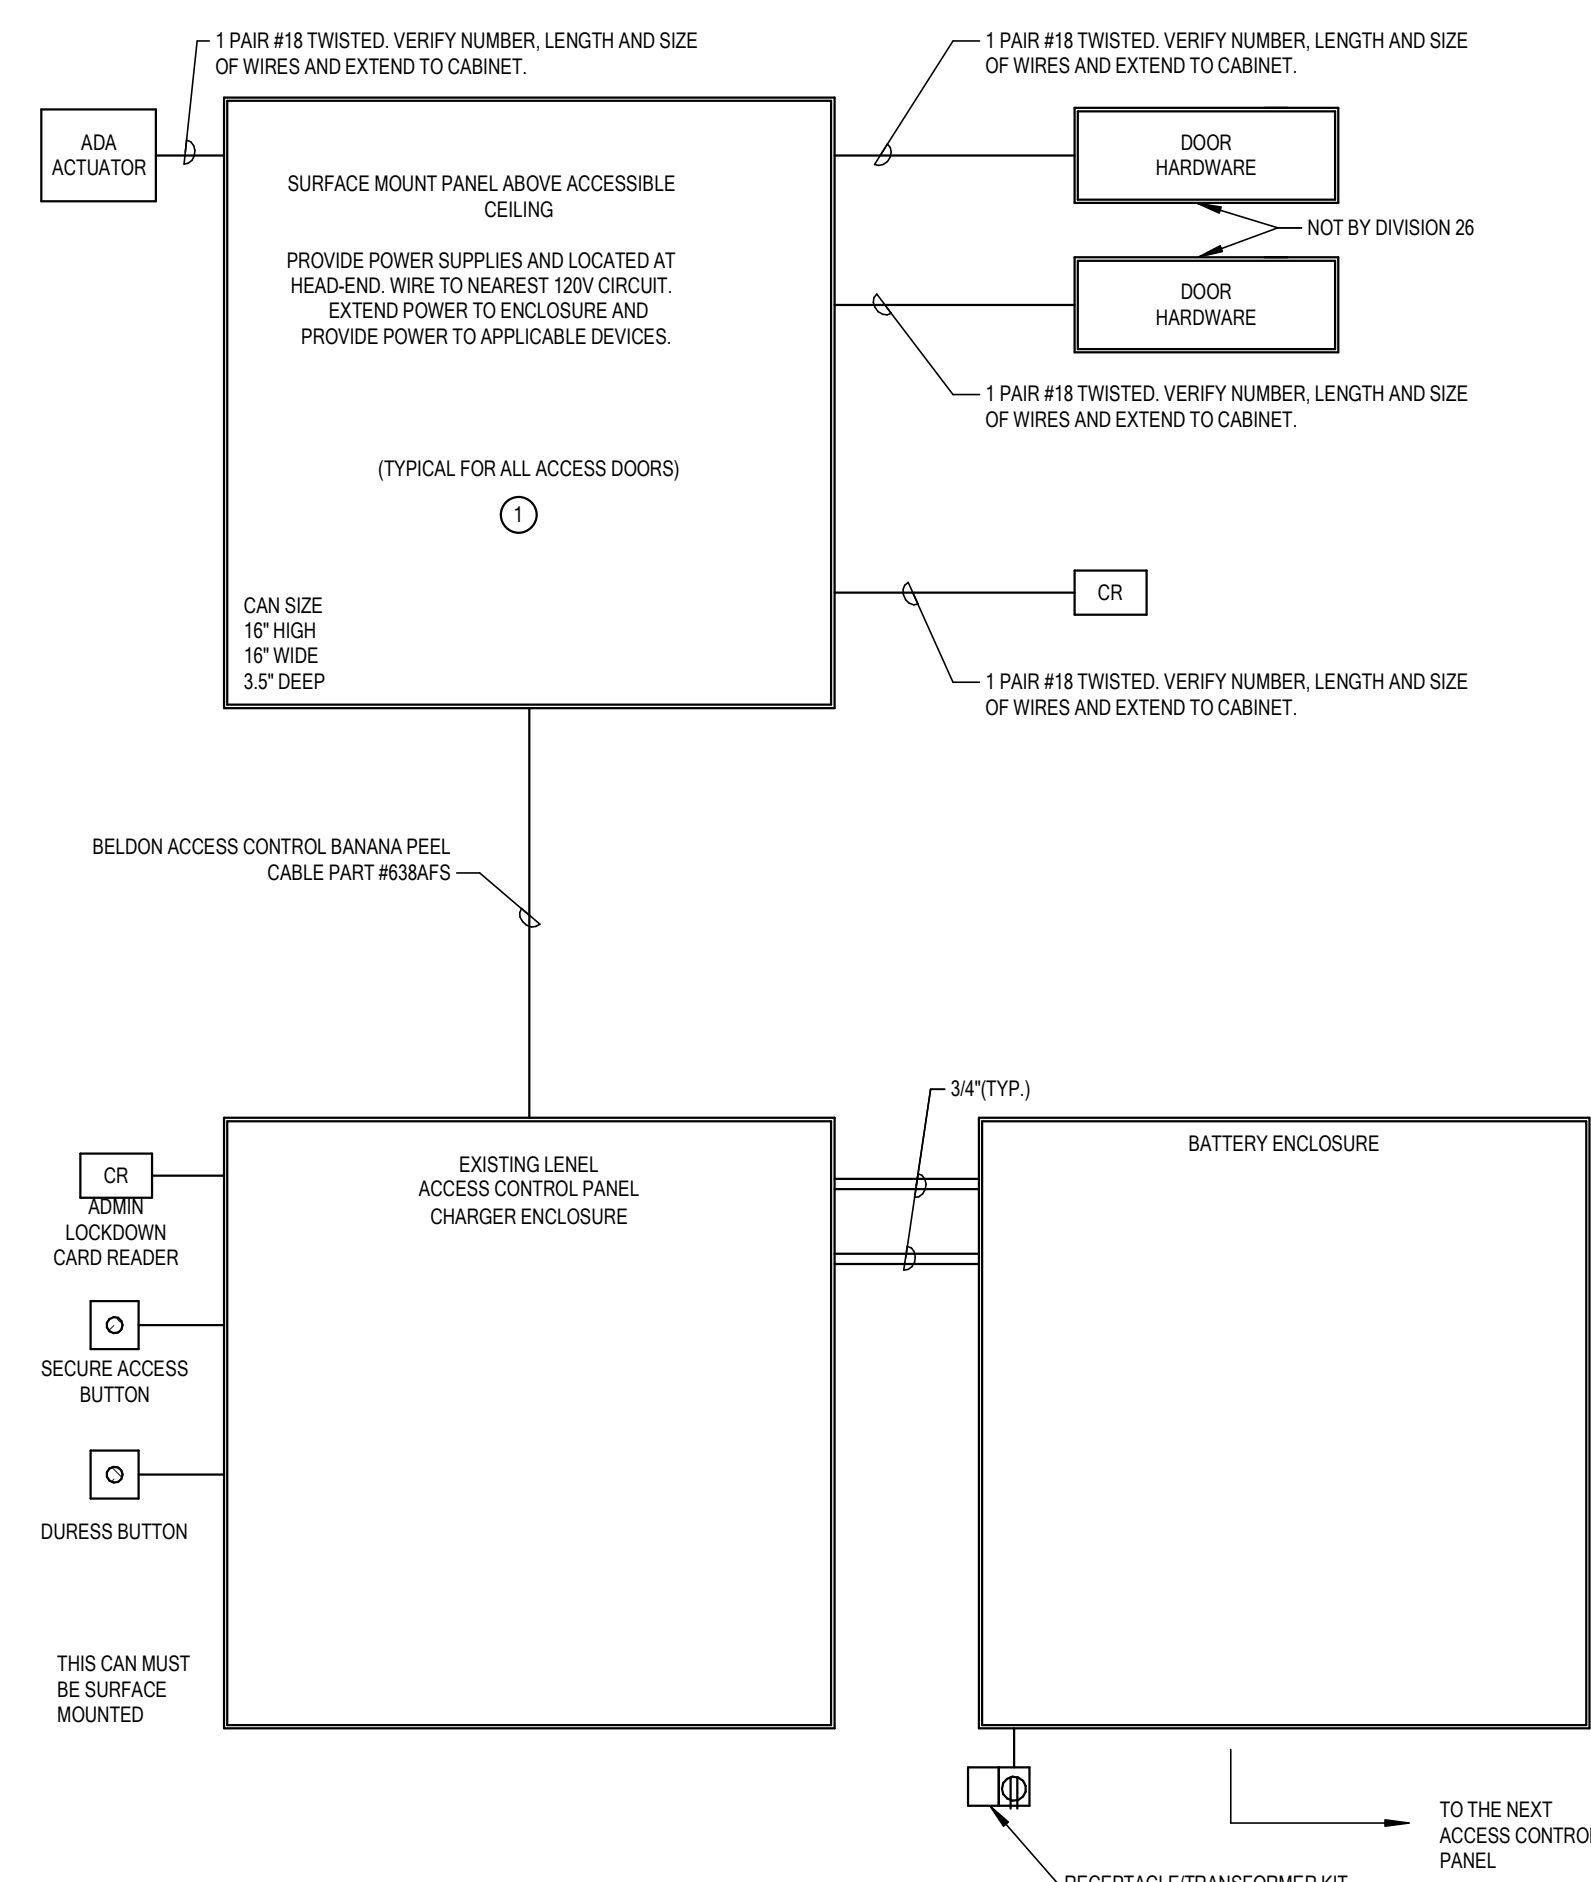 1 PAIR #18 TWISTED. VERIFY NUMBER, LENGTH AND SIZE
OF WIRES AND EXTEND TO CABINET.
1 PAIR #18 TWISTED. VERIFY NUMBER, LENGTH AND SIZE
OF WIRES AND EXTEND TO CABINET.
ADA
ACTUATOR
DOOR
HARDWARE
SURFACE MOUNT PANEL ABOVE ACCESSIBLE
CEILING
NOT BY DIVISION 26
PROVIDE POWER SUPPLIES AND LOCATED AT
HEAD-END. WIRE TO NEAREST 120V CIRCUIT.
EXTEND POWER TO ENCLOSURE AND
PROVIDE POWER TO APPLICABLE DEVICES.
DOOR
HARDWARE
1 PAIR #18 TWISTED. VERIFY NUMBER, LENGTH AND SIZE
OF WIRES AND EXTEND TO CABINET.
(TYPICAL FOR ALL ACCESS DOORS)
1
CR
CAN SIZE
16" HIGH
16" WIDE
3.5" DEEP
1 PAIR #18 TWISTED. VERIFY NUMBER, LENGTH AND SIZE
OF WIRES AND EXTEND TO CABINET.
BELDON ACCESS CONTROL BANANA PEEL
CABLE PART #638AFS
3/4"(TYP.)
CR
ADMIN
LOCKDOWN
CARD READER
EXISTING LENEL
ACCESS CONTROL PANEL
CHARGER ENCLOSURE
BATTERY ENCLOSURE
SECURE ACCESS
BUTTON
DURESS BUTTON
THIS CAN MUST
BE SURFACE
MOUNTED
TO THE NEXT
ACCESS CONTROL
PANEL
RECEPTACLE/TRANSFORMER KIT